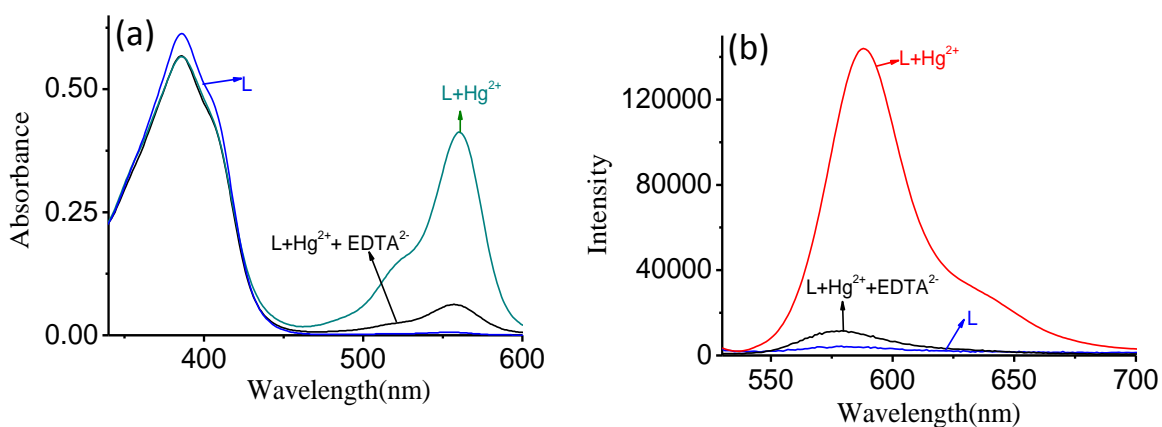 (a)
L
L+Hg²⁺
L+Hg²⁺+ EDTA²⁻
0.50
0.25
0.00
Absorbance
400
500
600
Wavelength(nm)
(b)
L+Hg²⁺
L+Hg²⁺+EDTA²⁻
L
120000
80000
40000
0
Intensity
550
600
650
700
Wavelength(nm)